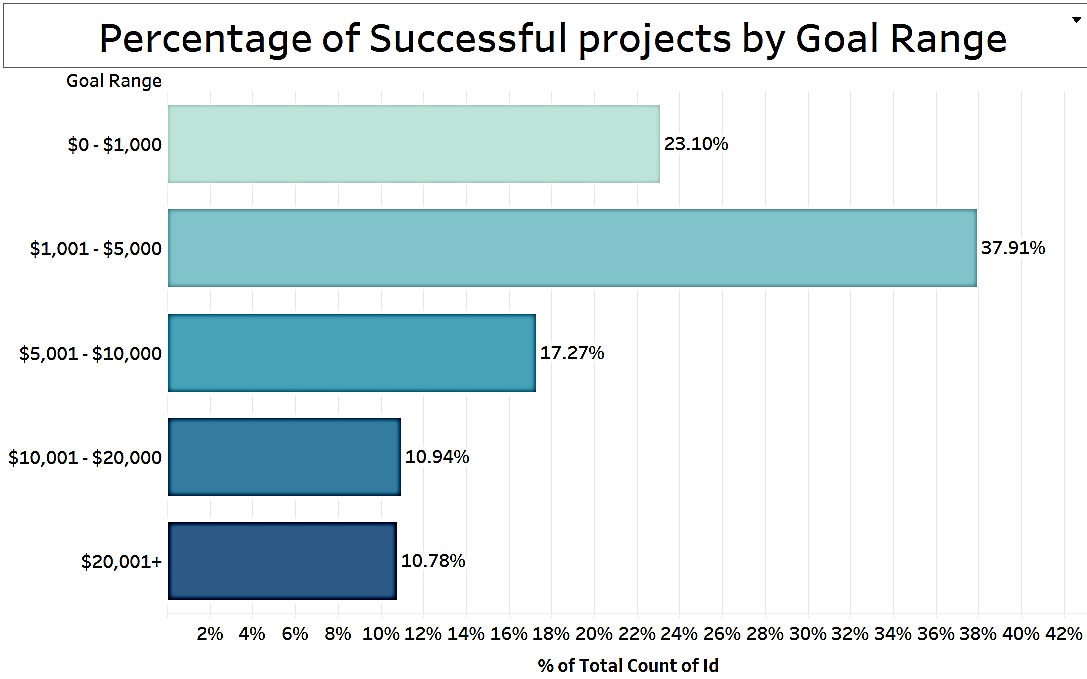 Percentage of Successful projects by Goal Range
Goal Range
$0 - $1,000
23.10%
$1,001 - $5,000
37.91%
$5,001 - $10,000
17.27%
$10,001 - $20,000
10.94%
$20,001+
10.78%
2% 4% 6% 8% 10% 12% 14% 16% 18% 20% 22% 24% 26% 28% 30% 32% 34% 36% 38% 40% 42%
% of Total Count of Id